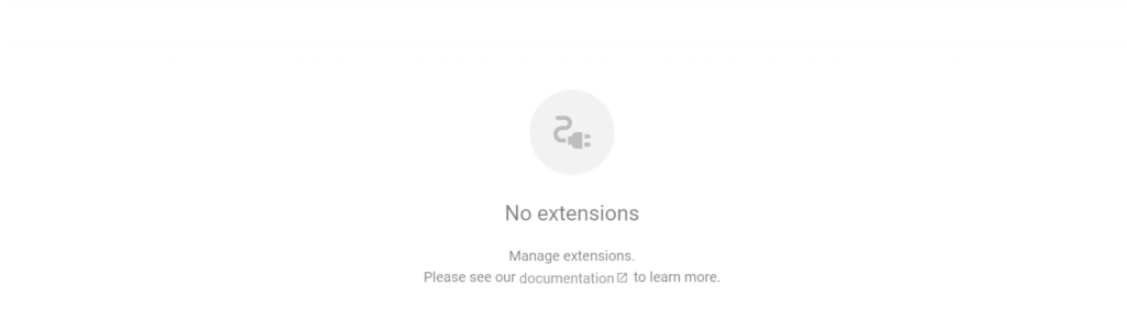 No extensions
Manage extensions.
Please see our documentation to learn more.